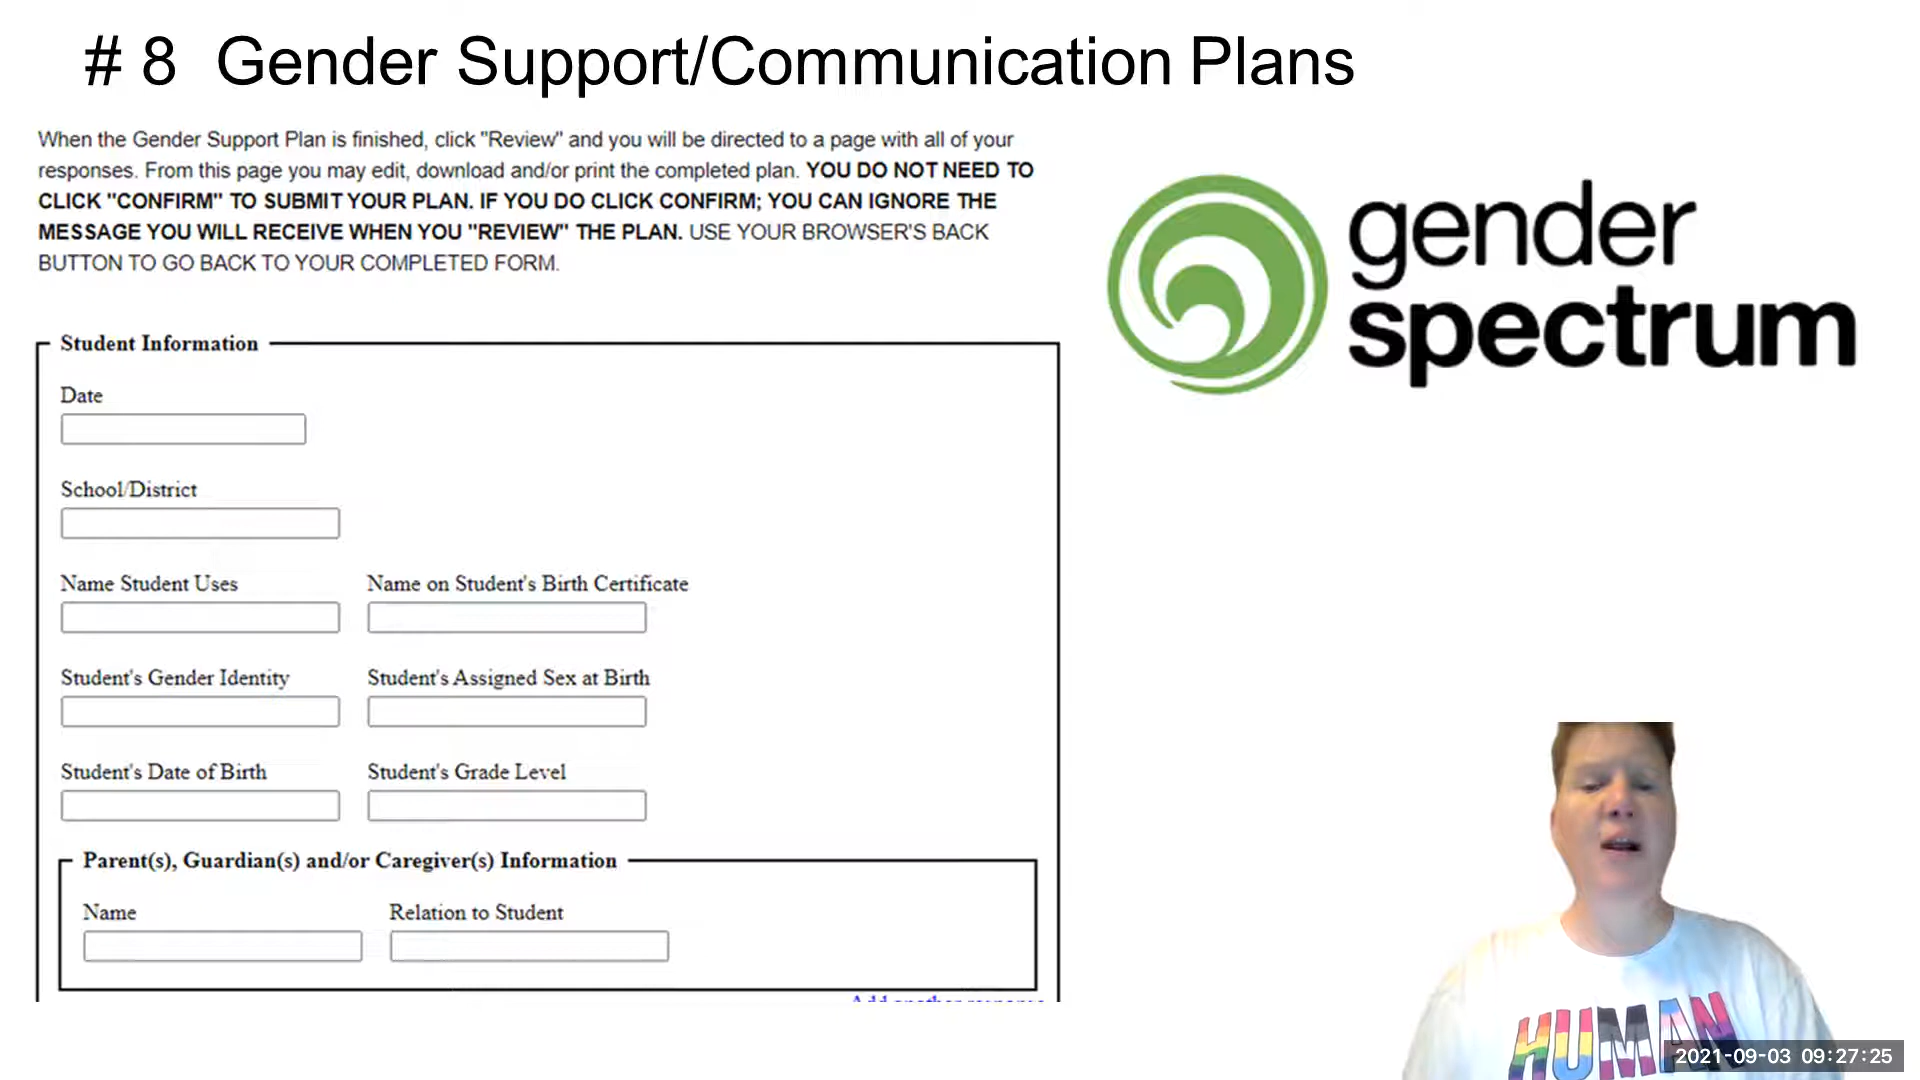 # 8 Gender Support/Communication Plans
When the Gender Support Plan is finished, click "Review" and you will be directed to a page with all of your
responses. From this page you may edit, download and/or print the completed plan. YOU DO NOT NEED TO
CLICK "CONFIRM" TO SUBMIT YOUR PLAN. IF YOU DO CLICK CONFIRM; YOU CAN IGNORE THE
MESSAGE YOU WILL RECEIVE WHEN YOU "REVIEW" THE PLAN. USE YOUR BROWSER'S BACK
BUTTON TO GO BACK TO YOUR COMPLETED FORM.
gender
spectrum
Student Information
Date
School/District
Name Student Uses Name on Student's Birth Certificate
Student's Gender Identity Student's Assigned Sex at Birth
Student's Date of Birth Student's Grade Level
Parent(s), Guardian(s) and/or Caregiver(s) Information
Name Relation to Student
Add another response
HUMAN
2021-09-03 09:27:25